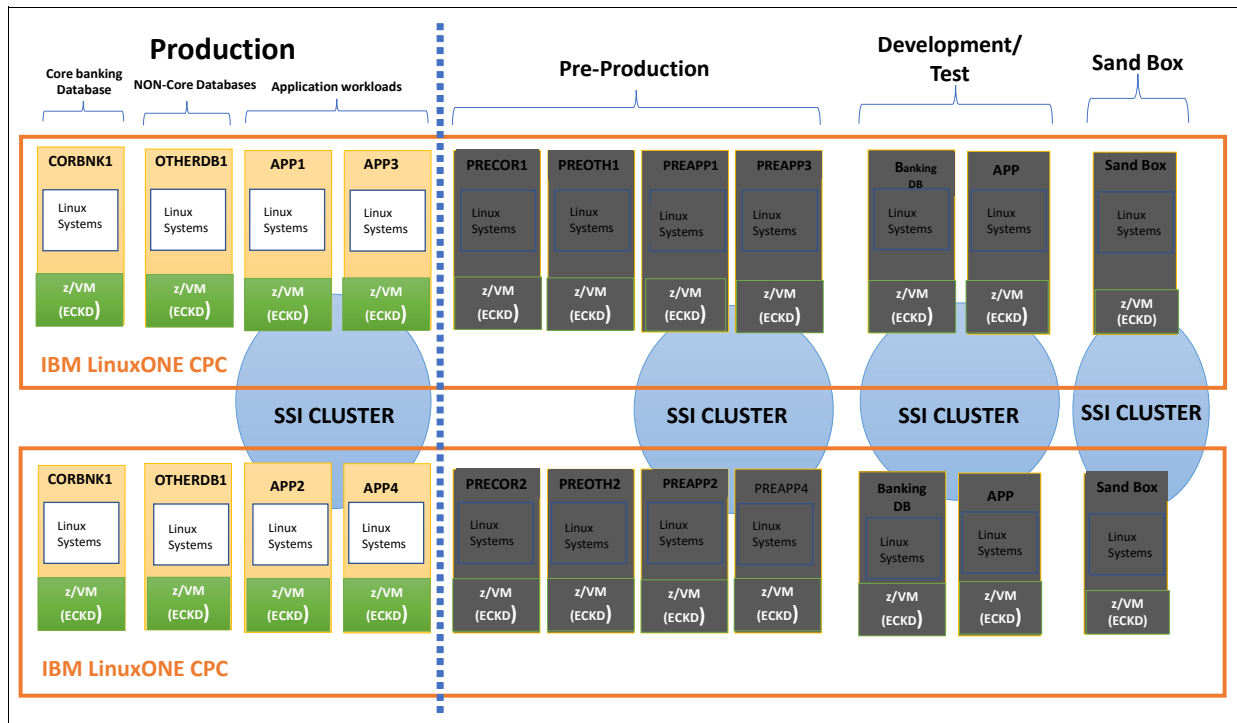 Production
Pre-Production
Development/
Test
Sand Box
Core banking
Database
NON-Core Databases
Application workloads
CORBNK1
Linux
Systems
z/VM
(ECKD)
OTHERDB1
Linux
Systems
z/VM
(ECKD)
APP1
Linux
Systems
z/VM
(ECKD)
APP3
Linux
Systems
z/VM
(ECKD)
PRECOR1
Linux
Systems
z/VM
(ECKD)
PREOTH1
Linux
Systems
z/VM
(ECKD)
PREAPP1
Linux
Systems
z/VM
(ECKD)
PREAPP3
Linux
Systems
z/VM
(ECKD)
Banking
DB
Linux
Systems
z/VM
(ECKD)
APP
Linux
Systems
z/VM
(ECKD)
Sand Box
Linux
Systems
z/VM
(ECKD)
IBM LinuxONE CPC
SSI CLUSTER
SSI CLUSTER
SSI CLUSTER
SSI CLUSTER
CORBNK1
Linux
Systems
z/VM
(ECKD)
OTHERDB1
Linux
Systems
z/VM
(ECKD)
APP2
Linux
Systems
z/VM
(ECKD)
APP4
Linux
Systems
z/VM
(ECKD)
PRECOR2
Linux
Systems
z/VM
(ECKD)
PREOTH2
Linux
Systems
z/VM
(ECKD)
PREAPP2
Linux
Systems
z/VM
(ECKD)
PREAPP4
Linux
Systems
z/VM
(ECKD)
Banking
DB
Linux
Systems
z/VM
(ECKD)
APP
Linux
Systems
z/VM
(ECKD)
Sand Box
Linux
Systems
z/VM
(ECKD)
IBM LinuxONE CPC